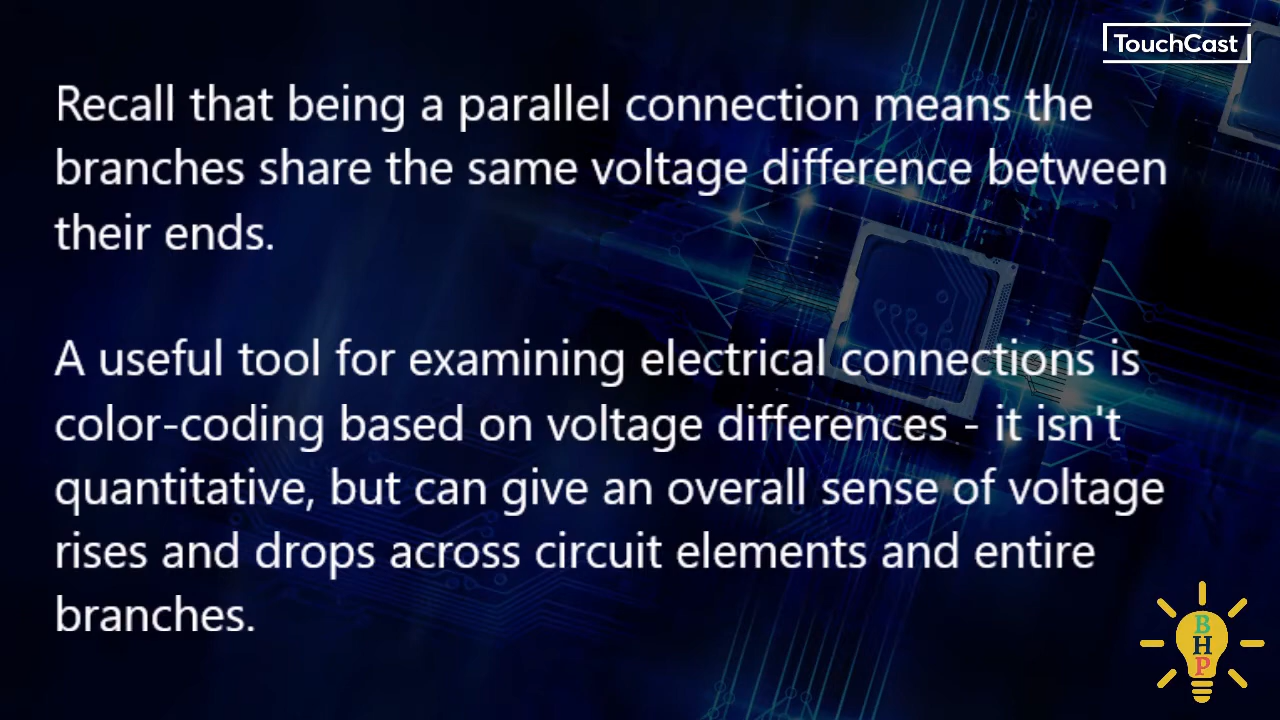 TouchCast
Recall that being a parallel connection means the
branches share the same voltage difference between
their ends.
A useful tool for examining electrical connections is
color-coding based on voltage differences - it isn't
quantitative, but can give an overall sense of voltage
rises and drops across circuit elements and entire
branches.
B
H
P